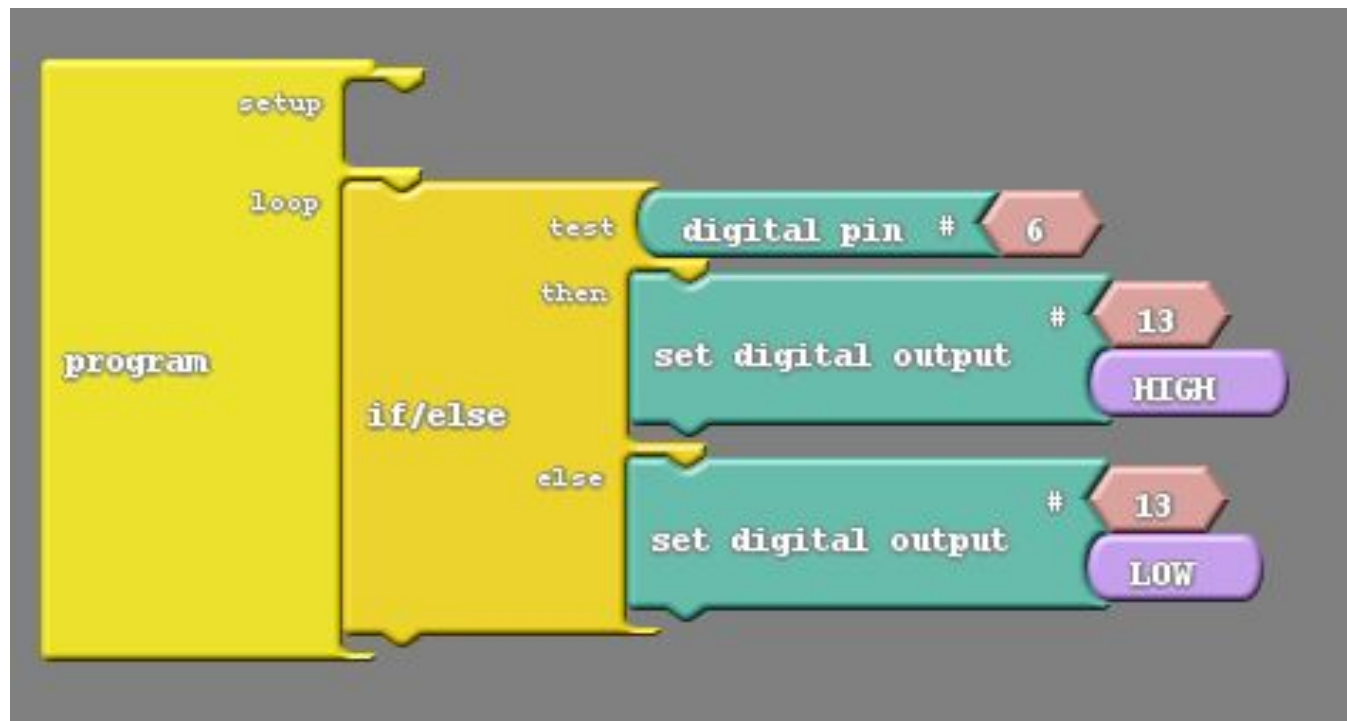 setup
loop
test
digital pin # 6
then
# 13
set digital output
HIGH
program
if/else
else
# 13
set digital output
LOW